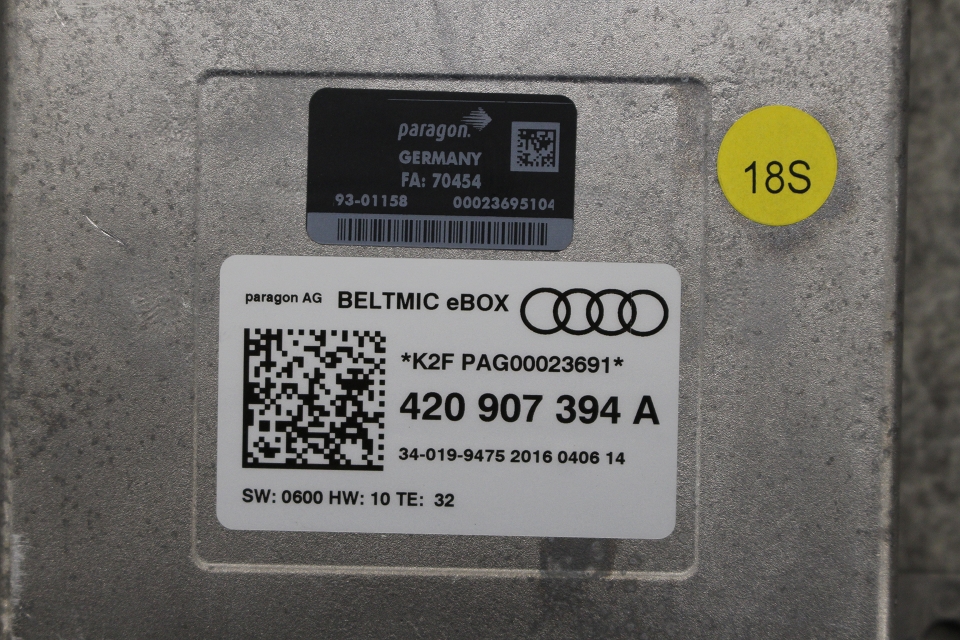 paragon
GERMANY
FA: 70454
93-01158 00023695104
18S
paragon AG BELTMIC eBOX
*K2F PAG00023691*
420 907 394 A
34-019-9475 2016 0406 14
SW: 0600 HW: 10 TE: 32